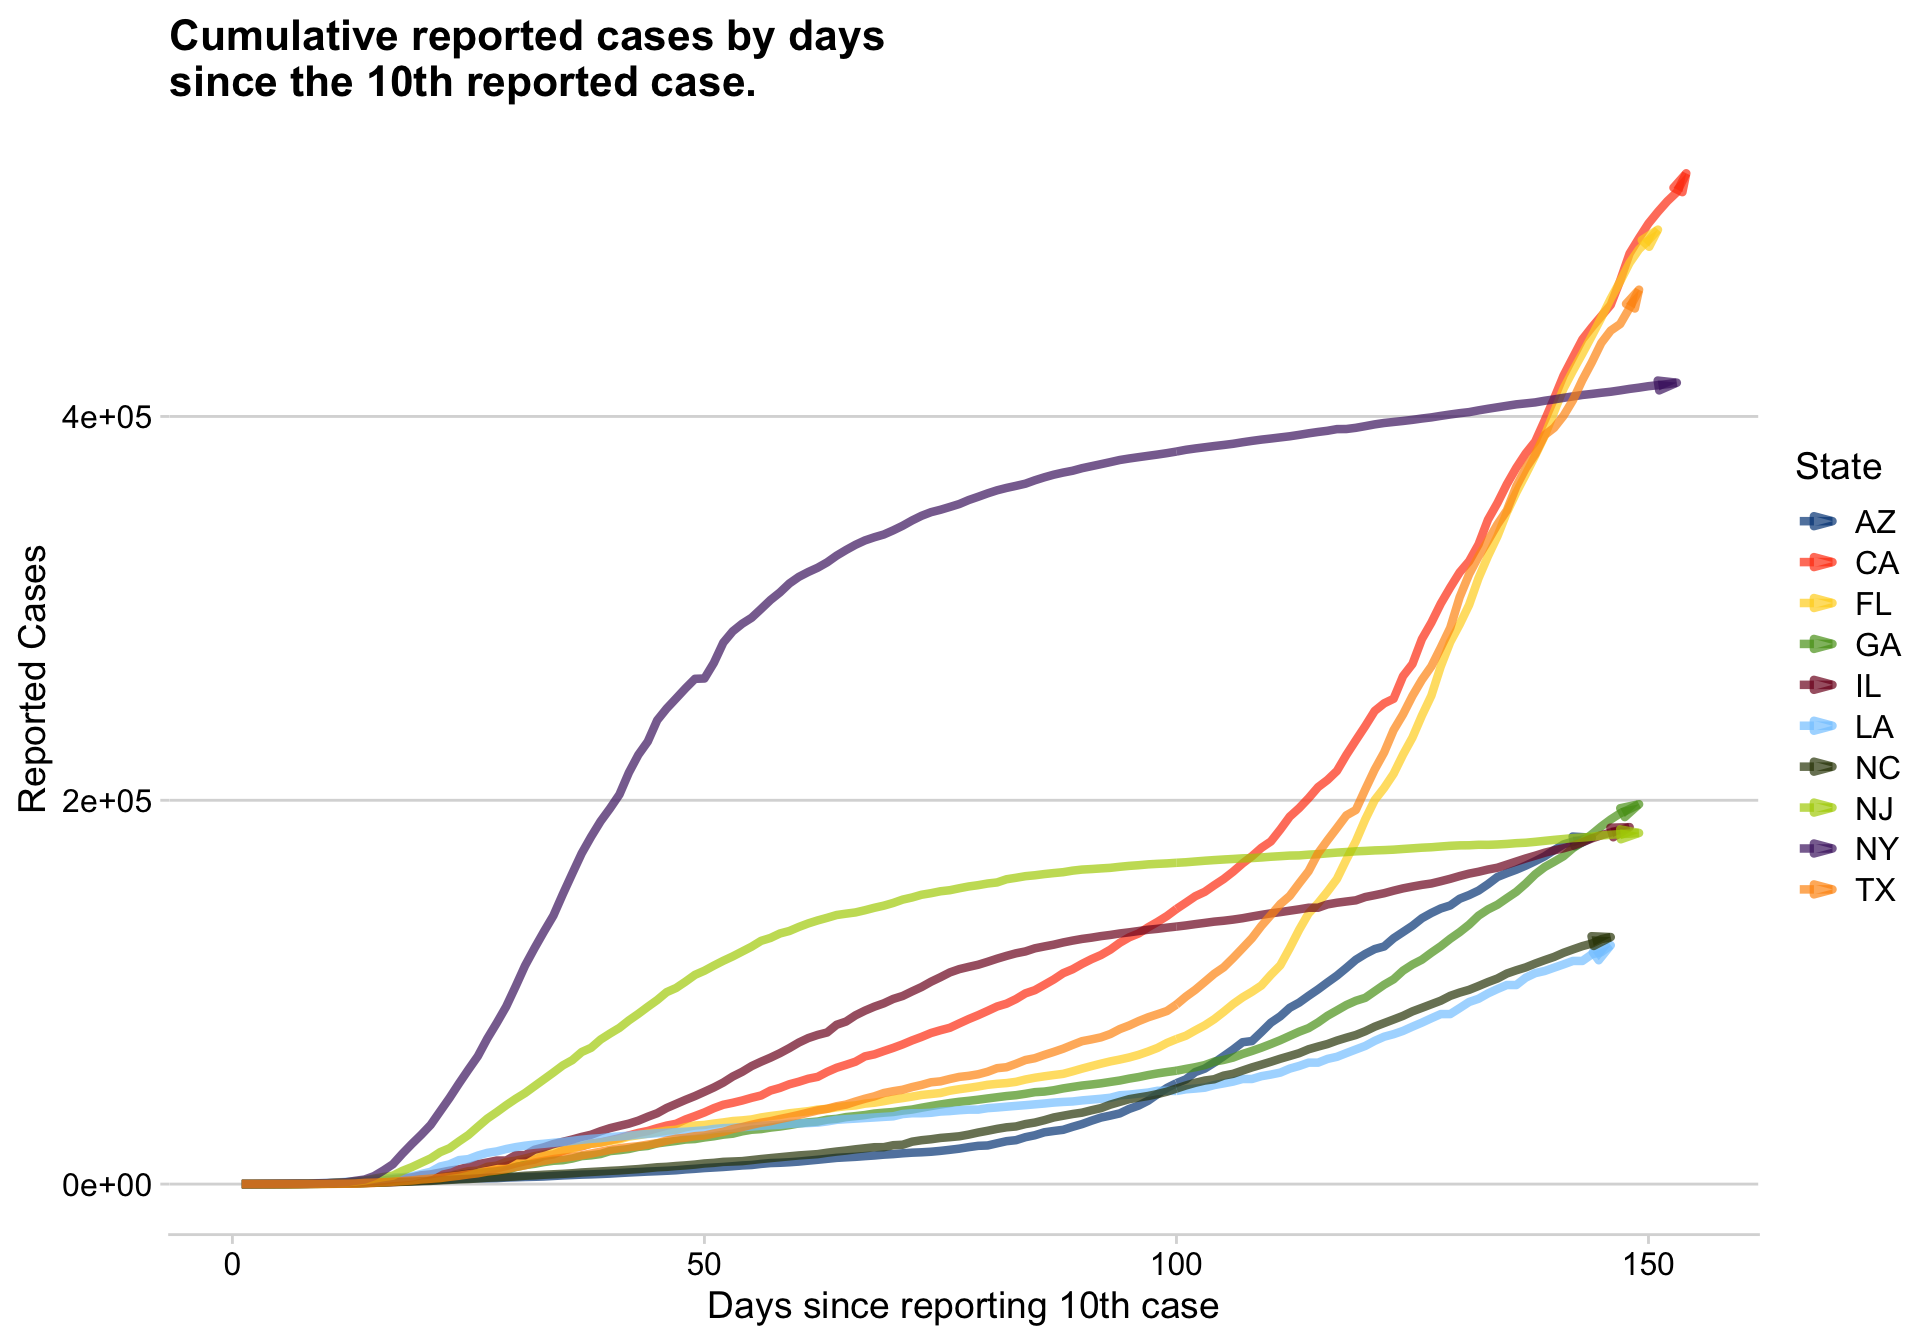 Cumulative reported cases by days
since the 10th reported case.
Reported Cases
4e+05
2e+05
0e+00
0
50
100
150
Days since reporting 10th case
State
AZ
CA
FL
GA
IL
LA
NC
NJ
NY
TX